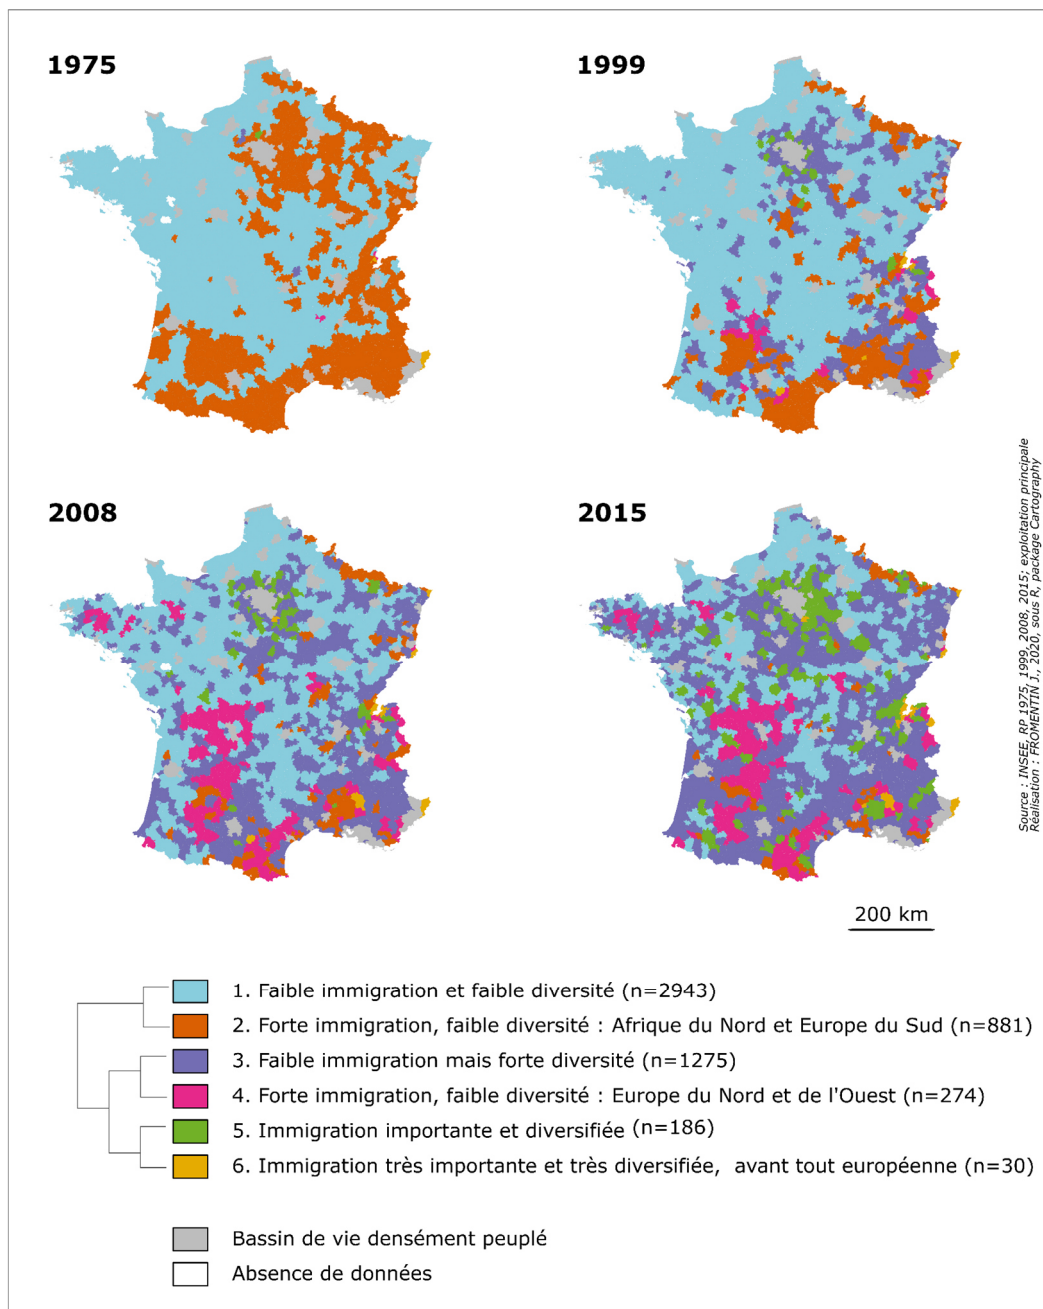 1975
1999
2008
2015
Source : INSEE, RP 1975, 1999, 2008, 2015; exploitation principale
Réalisation : FROMENTIN J., 2020, sous R, package Cartography
200 km
1. Faible immigration et faible diversité (n=2943)
2. Forte immigration, faible diversité : Afrique du Nord et Europe du Sud (n=881)
3. Faible immigration mais forte diversité (n=1275)
4. Forte immigration, faible diversité : Europe du Nord et de l'Ouest (n=274)
5. Immigration importante et diversifiée (n=186)
6. Immigration très importante et très diversifiée, avant tout européenne (n=30)
Bassin de vie densément peuplé
Absence de données